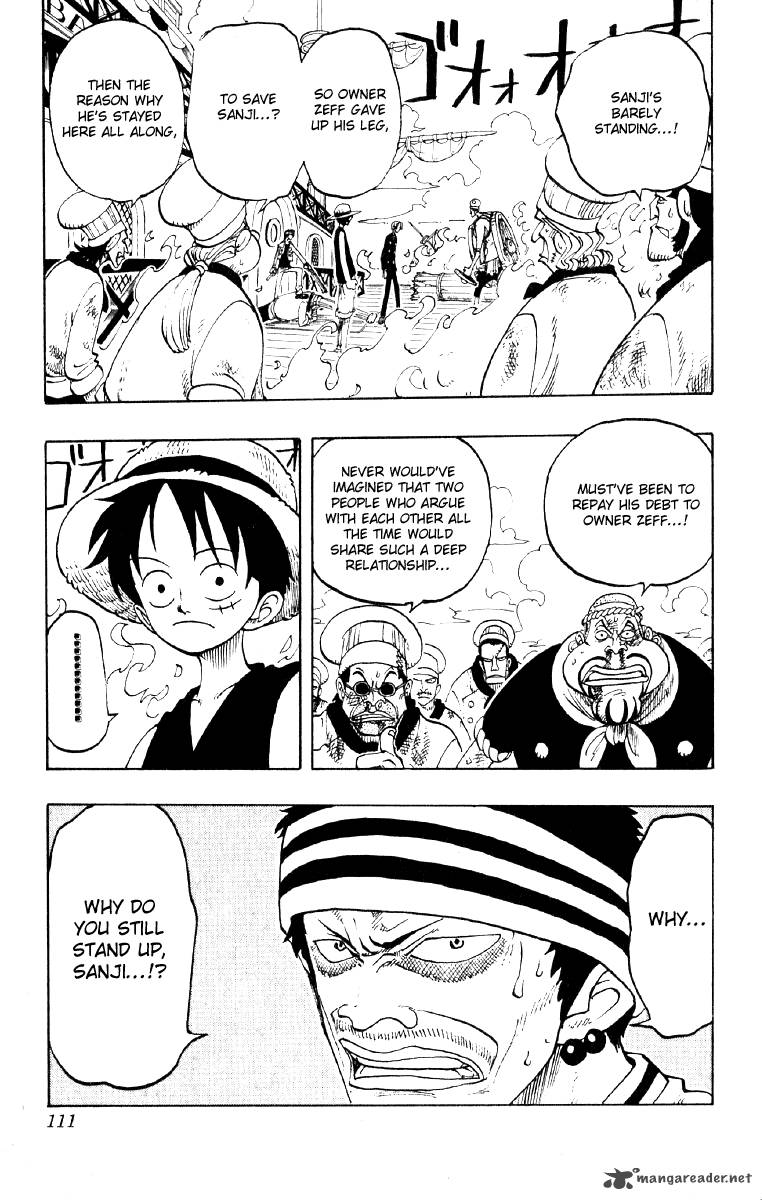 SANJI'S
BARELY
STANDING...!
ゴォオオオ
SO OWNER
ZEFF GAVE
UP HIS LEG,
TO SAVE
SANJI...?
THEN THE
REASON WHY
HE'S STAYED
HERE ALL ALONG,
MUST'VE BEEN TO
REPAY HIS DEBT TO
OWNER ZEFF...!
NEVER WOULD'VE
IMAGINED THAT TWO
PEOPLE WHO ARGUE
WITH EACH OTHER ALL
THE TIME WOULD
SHARE SUCH A DEEP
RELATIONSHIP...
ゴオオ
............
WHY...
WHY DO
YOU STILL
STAND UP,
SANJI...!?
111
mangareader.net